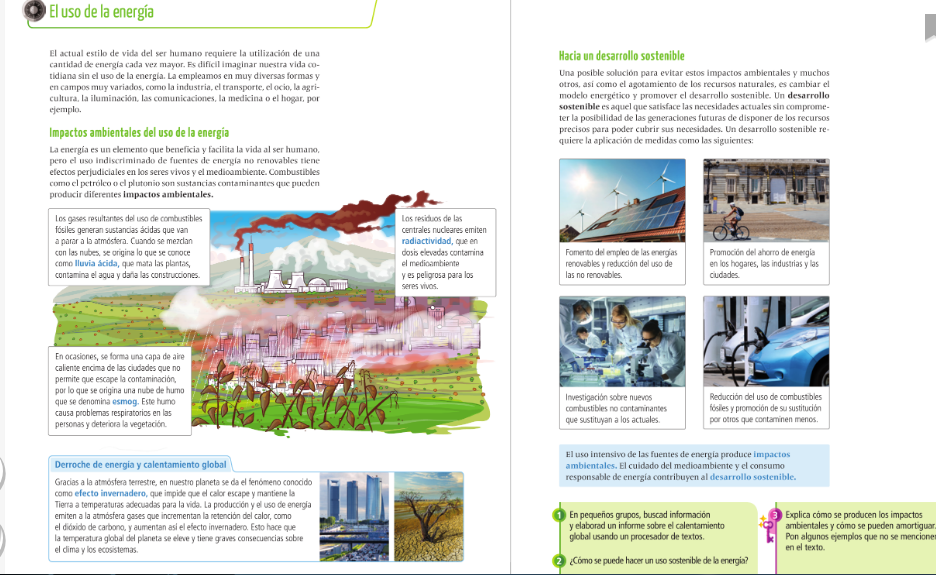 El uso de la energía
El actual estilo de vida del ser humano requiere la utilización de una
cantidad de energía cada vez mayor. Es difícil imaginar nuestra vida co-
tidiana sin el uso de la energía. La empleamos en muy diversas formas y
en campos muy variados, como la industria, el transporte, el ocio, la agri-
cultura, la iluminación, las comunicaciones, la medicina o el hogar, por
ejemplo.
Impactos ambientales del uso de la energía
La energía es un elemento que beneficia y facilita la vida al ser humano,
pero el uso indiscriminado de fuentes de energía no renovables tiene
efectos perjudiciales en los seres vivos y el medioambiente. Combustibles
como el petróleo o el plutonio son sustancias contaminantes que pueden
producir diferentes impactos ambientales.
Los gases resultantes del uso de combustibles
fósiles generan sustancias ácidas que van
a parar a la atmósfera. Cuando se mezclan
con las nubes, se origina lo que se conoce
como lluvia ácida, que mata las plantas,
contamina el agua y daña las construcciones.
Los residuos de las
centrales nucleares emiten
radiactividad, que en
dosis elevadas contamina
el medioambiente
y es peligrosa para los
seres vivos.
En ocasiones, se forma una capa de aire
caliente encima de las ciudades que no
permite que escape la contaminación,
por lo que se origina una nube de humo
que se denomina esmog. Este humo
causa problemas respiratorios en las
personas y deteriora la vegetación.
Derroche de energía y calentamiento global
Gracias a la atmósfera terrestre, en nuestro planeta se da el fenómeno conocido
como efecto invernadero, que impide que el calor escape y mantiene la
Tierra a temperaturas adecuadas para la vida. La producción y el uso de energía
emiten a la atmósfera gases que incrementan la retención del calor, como
el dióxido de carbono, y aumentan así el efecto invernadero. Esto hace que
la temperatura global del planeta se eleve y tiene graves consecuencias sobre
el clima y los ecosistemas.
Hacia un desarrollo sostenible
Una posible solución para evitar estos impactos ambientales y muchos
otros, así como el agotamiento de los recursos naturales, es cambiar el
modelo energético y promover el desarrollo sostenible. Un desarrollo
sostenible es aquel que satisface las necesidades actuales sin comprome-
ter la posibilidad de las generaciones futuras de disponer de los recursos
precisos para poder cubrir sus necesidades. Un desarrollo sostenible re-
quiere la aplicación de medidas como las siguientes:
Fomento del empleo de las energías
renovables y reducción del uso de
las no renovables.
Promoción del ahorro de energía
en los hogares, las industrias y las
ciudades.
Investigación sobre nuevos
combustibles no contaminantes
que sustituyan a los actuales.
Reducción del uso de combustibles
fósiles y promoción de su sustitución
por otros que contaminen menos.
El uso intensivo de las fuentes de energía produce impactos
ambientales. El cuidado del medioambiente y el consumo
responsable de energía contribuyen al desarrollo sostenible.
1 En pequeños grupos, buscad información
y elaborad un informe sobre el calentamiento
global usando un procesador de textos.
2 ¿Cómo se puede hacer un uso sostenible de la energía?
3 Explica cómo se producen los impactos
ambientales y cómo se pueden amortiguar.
Pon algunos ejemplos que no se mencionen
en el texto.